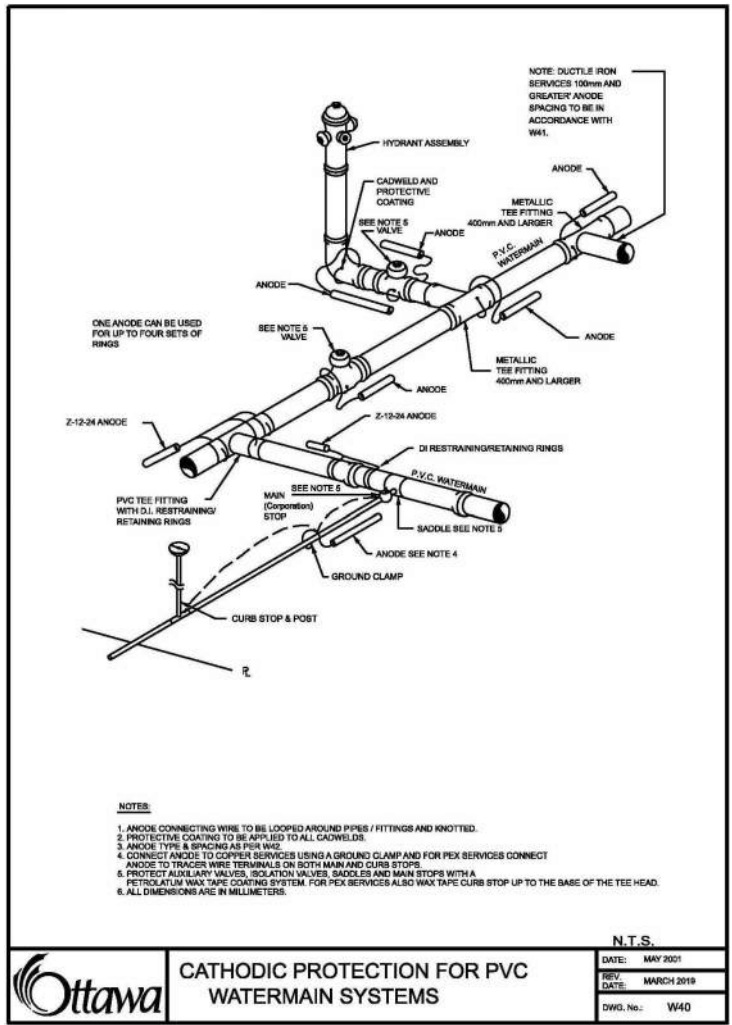 NOTE: DUCTILE IRON
SERVICES 100mm AND
GREATER' ANODE
SPACING TO BE IN
ACCORDANCE WITH
W41.
HYDRANT ASSEMBLY
ANODE
CADWELD AND
PROTECTIVE
COATING
METALLIC
TEE FITTING
400mm AND LARGER
SEE NOTE 5
VALVE
ANODE
P.V.C.
WATERMAIN
ANODE
ONE ANODE CAN BE USED
FOR UP TO FOUR SETS OF
RINGS
SEE NOTE 5
VALVE
ANODE
METALLIC
TEE FITTING
400mm AND LARGER
ANODE
Z-12-24 ANODE
Z-12-24 ANODE
DI RESTRAINING/RETAINING RINGS
P.V.C. WATERMAIN
PVC TEE FITTING
WITH D.I. RESTRAINING/
RETAINING RINGS
SEE NOTE 5
MAIN
(Corporation)
STOP
SADDLE SEE NOTE 5
ANODE SEE NOTE 4
GROUND CLAMP
CURB STOP & POST
PL
NOTES:
1. ANODE CONNECTING WIRE TO BE LOOPED AROUND PIPES / FITTINGS AND KNOTTED.
2. PROTECTIVE COATING TO BE APPLIED TO ALL CADWELDS.
3. ANODE TYPE & SPACING AS PER W42.
4. CONNECT ANODE TO COPPER SERVICES USING A GROUND CLAMP AND FOR PEX SERVICES CONNECT
ANODE TO TRACER WIRE TERMINALS ON BOTH MAIN AND CURB STOPS.
5. PROTECT AUXILIARY VALVES, ISOLATION VALVES, SADDLES AND MAIN STOPS WITH A
PETROLATUM WAX TAPE COATING SYSTEM. FOR PEX SERVICES ALSO WAX TAPE CURB STOP UP TO THE BASE OF THE TEE HEAD.
6. ALL DIMENSIONS ARE IN MILLIMETERS.
N.T.S.
Ottawa
CATHODIC PROTECTION FOR PVC
WATERMAIN SYSTEMS
DATE: MAY 2001
REV.
DATE: MARCH 2019
DWG. No.: W40